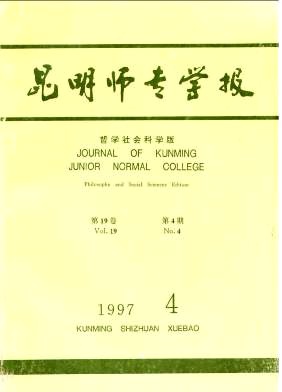 昆明师专学报
哲学社会科学版
JOURNAL OF KUNMING
JUNIOR NORMAL COLLEGE
Philosophy and Social Sciences Edition
第19卷 第4期
Vol. 19 No. 4
1997 4
KUNMING SHIZHUAN XUEBAO